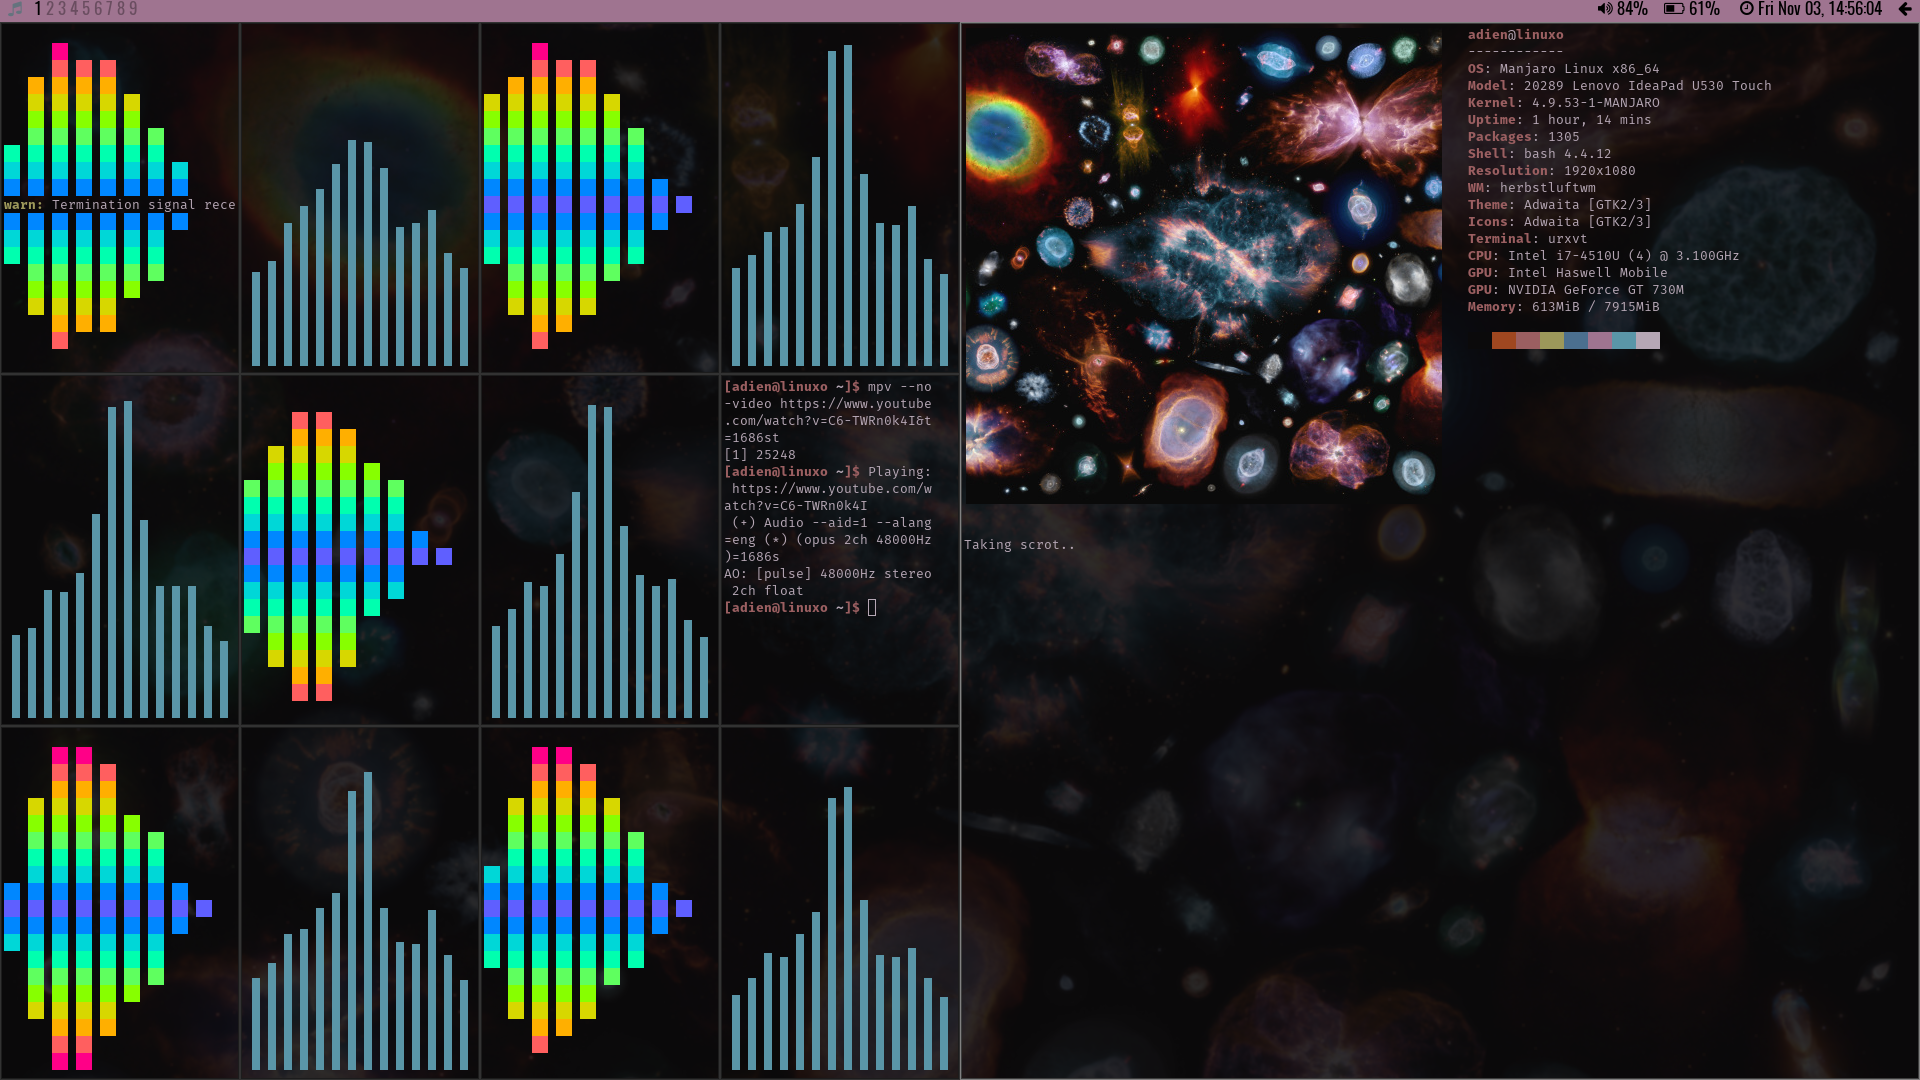 1 2 3 4 5 6 7 8 9
84% 61% Fri Nov 03, 14:56:04
warn: Termination signal rece
[adien@linuxo ~]$ mpv --no
-video https://www.youtube
.com/watch?v=C6-TWRn0k4I&t
=1686st
[1] 25248
[adien@linuxo ~]$ Playing:
https://www.youtube.com/w
atch?v=C6-TWRn0k4I
(+) Audio --aid=1 --alang
=eng (*) (opus 2ch 48000Hz
)=1686s
AO: [pulse] 48000Hz stereo
2ch float
[adien@linuxo ~]$
adien@linuxo
------------
OS: Manjaro Linux x86_64
Model: 20289 Lenovo IdeaPad U530 Touch
Kernel: 4.9.53-1-MANJARO
Uptime: 1 hour, 14 mins
Packages: 1305
Shell: bash 4.4.12
Resolution: 1920x1080
WM: herbstluftwm
Theme: Adwaita [GTK2/3]
Icons: Adwaita [GTK2/3]
Terminal: urxvt
CPU: Intel i7-4510U (4) @ 3.100GHz
GPU: Intel Haswell Mobile
GPU: NVIDIA GeForce GT 730M
Memory: 613MiB / 7915MiB
Taking scrot..